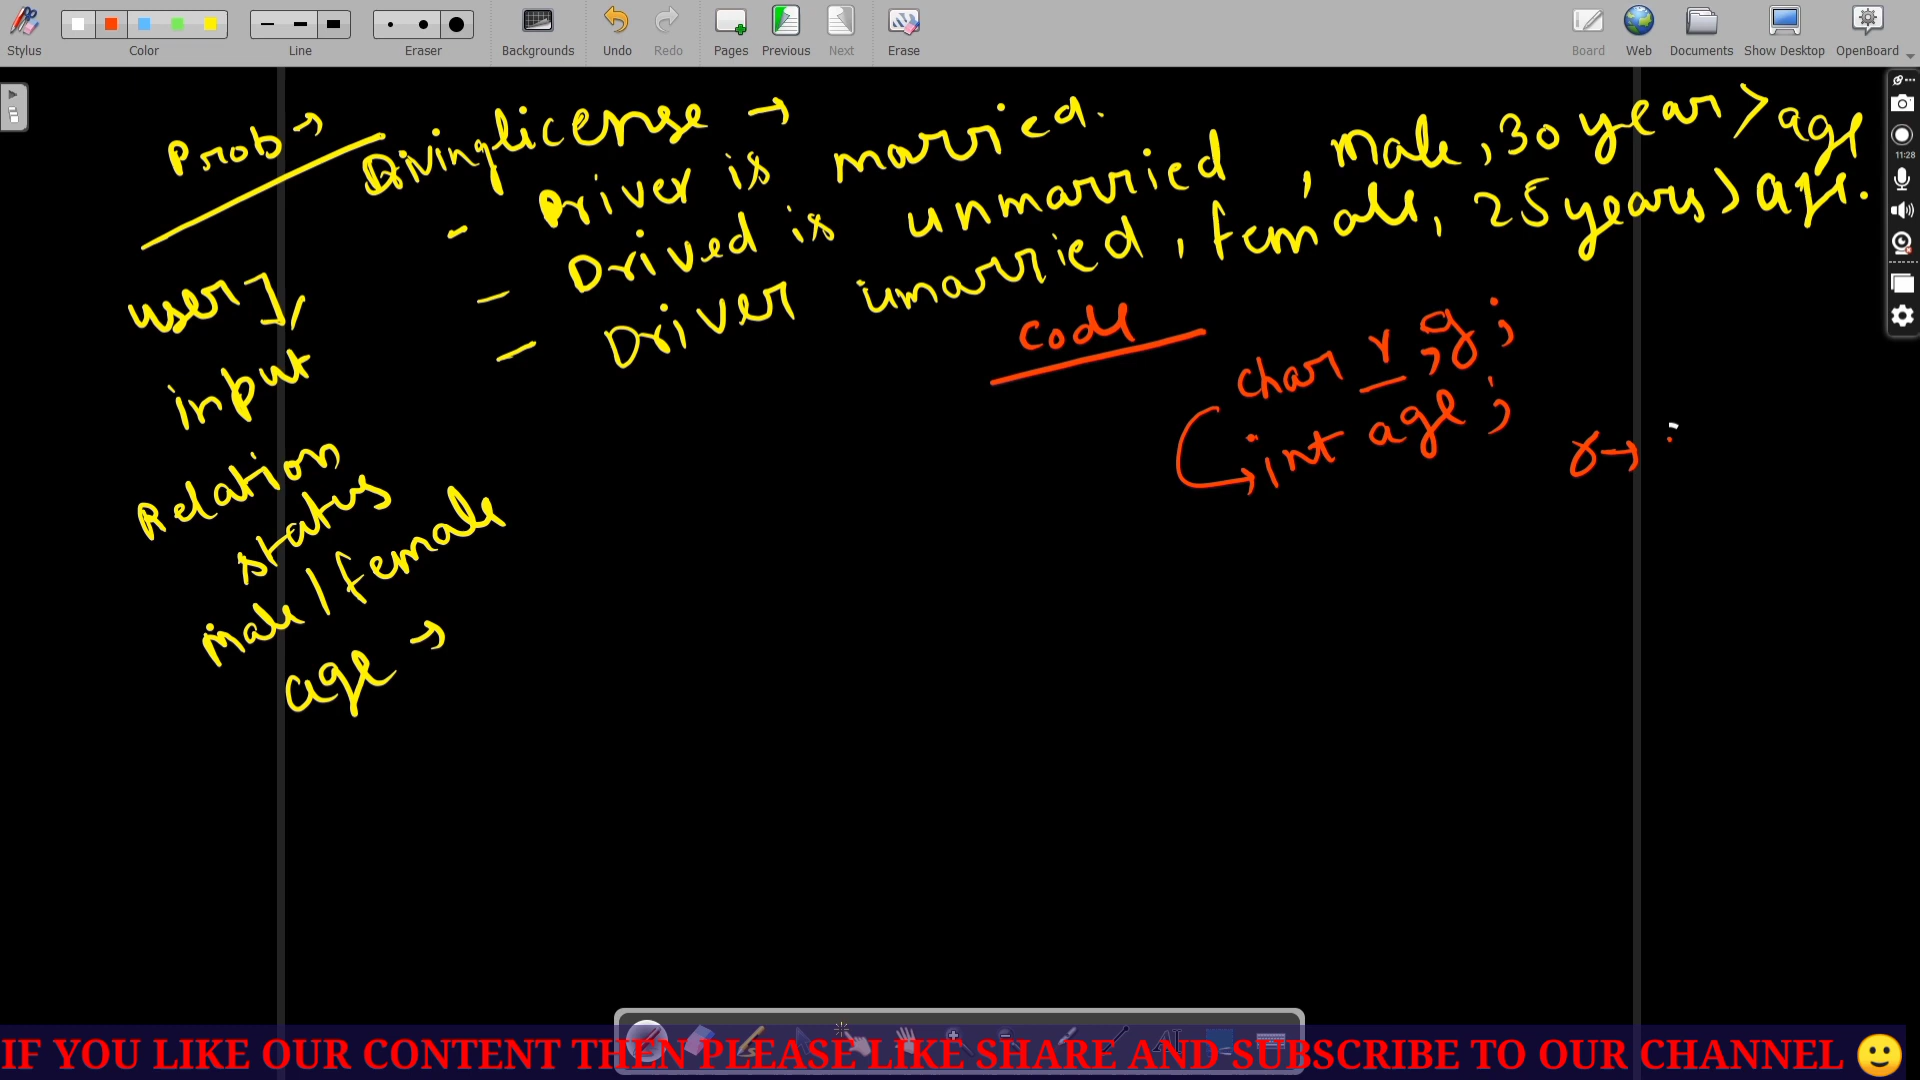 Stylus Color Line Eraser Backgrounds Undo Redo Pages Previous Next Erase Board Web Documents Show Desktop OpenBoard
11:28
Prob → Drivinglicense →
- Driver is married.
- Drived is unmarried, male, 30 year > age
- Driver unmarried, female, 25 years > age.
user],
input
Relation
status
male / female
age →
code
char r, g;
int age;
r →
IF YOU LIKE OUR CONTENT THEN PLEASE LIKE SHARE AND SUBSCRIBE TO OUR CHANNEL 🙂